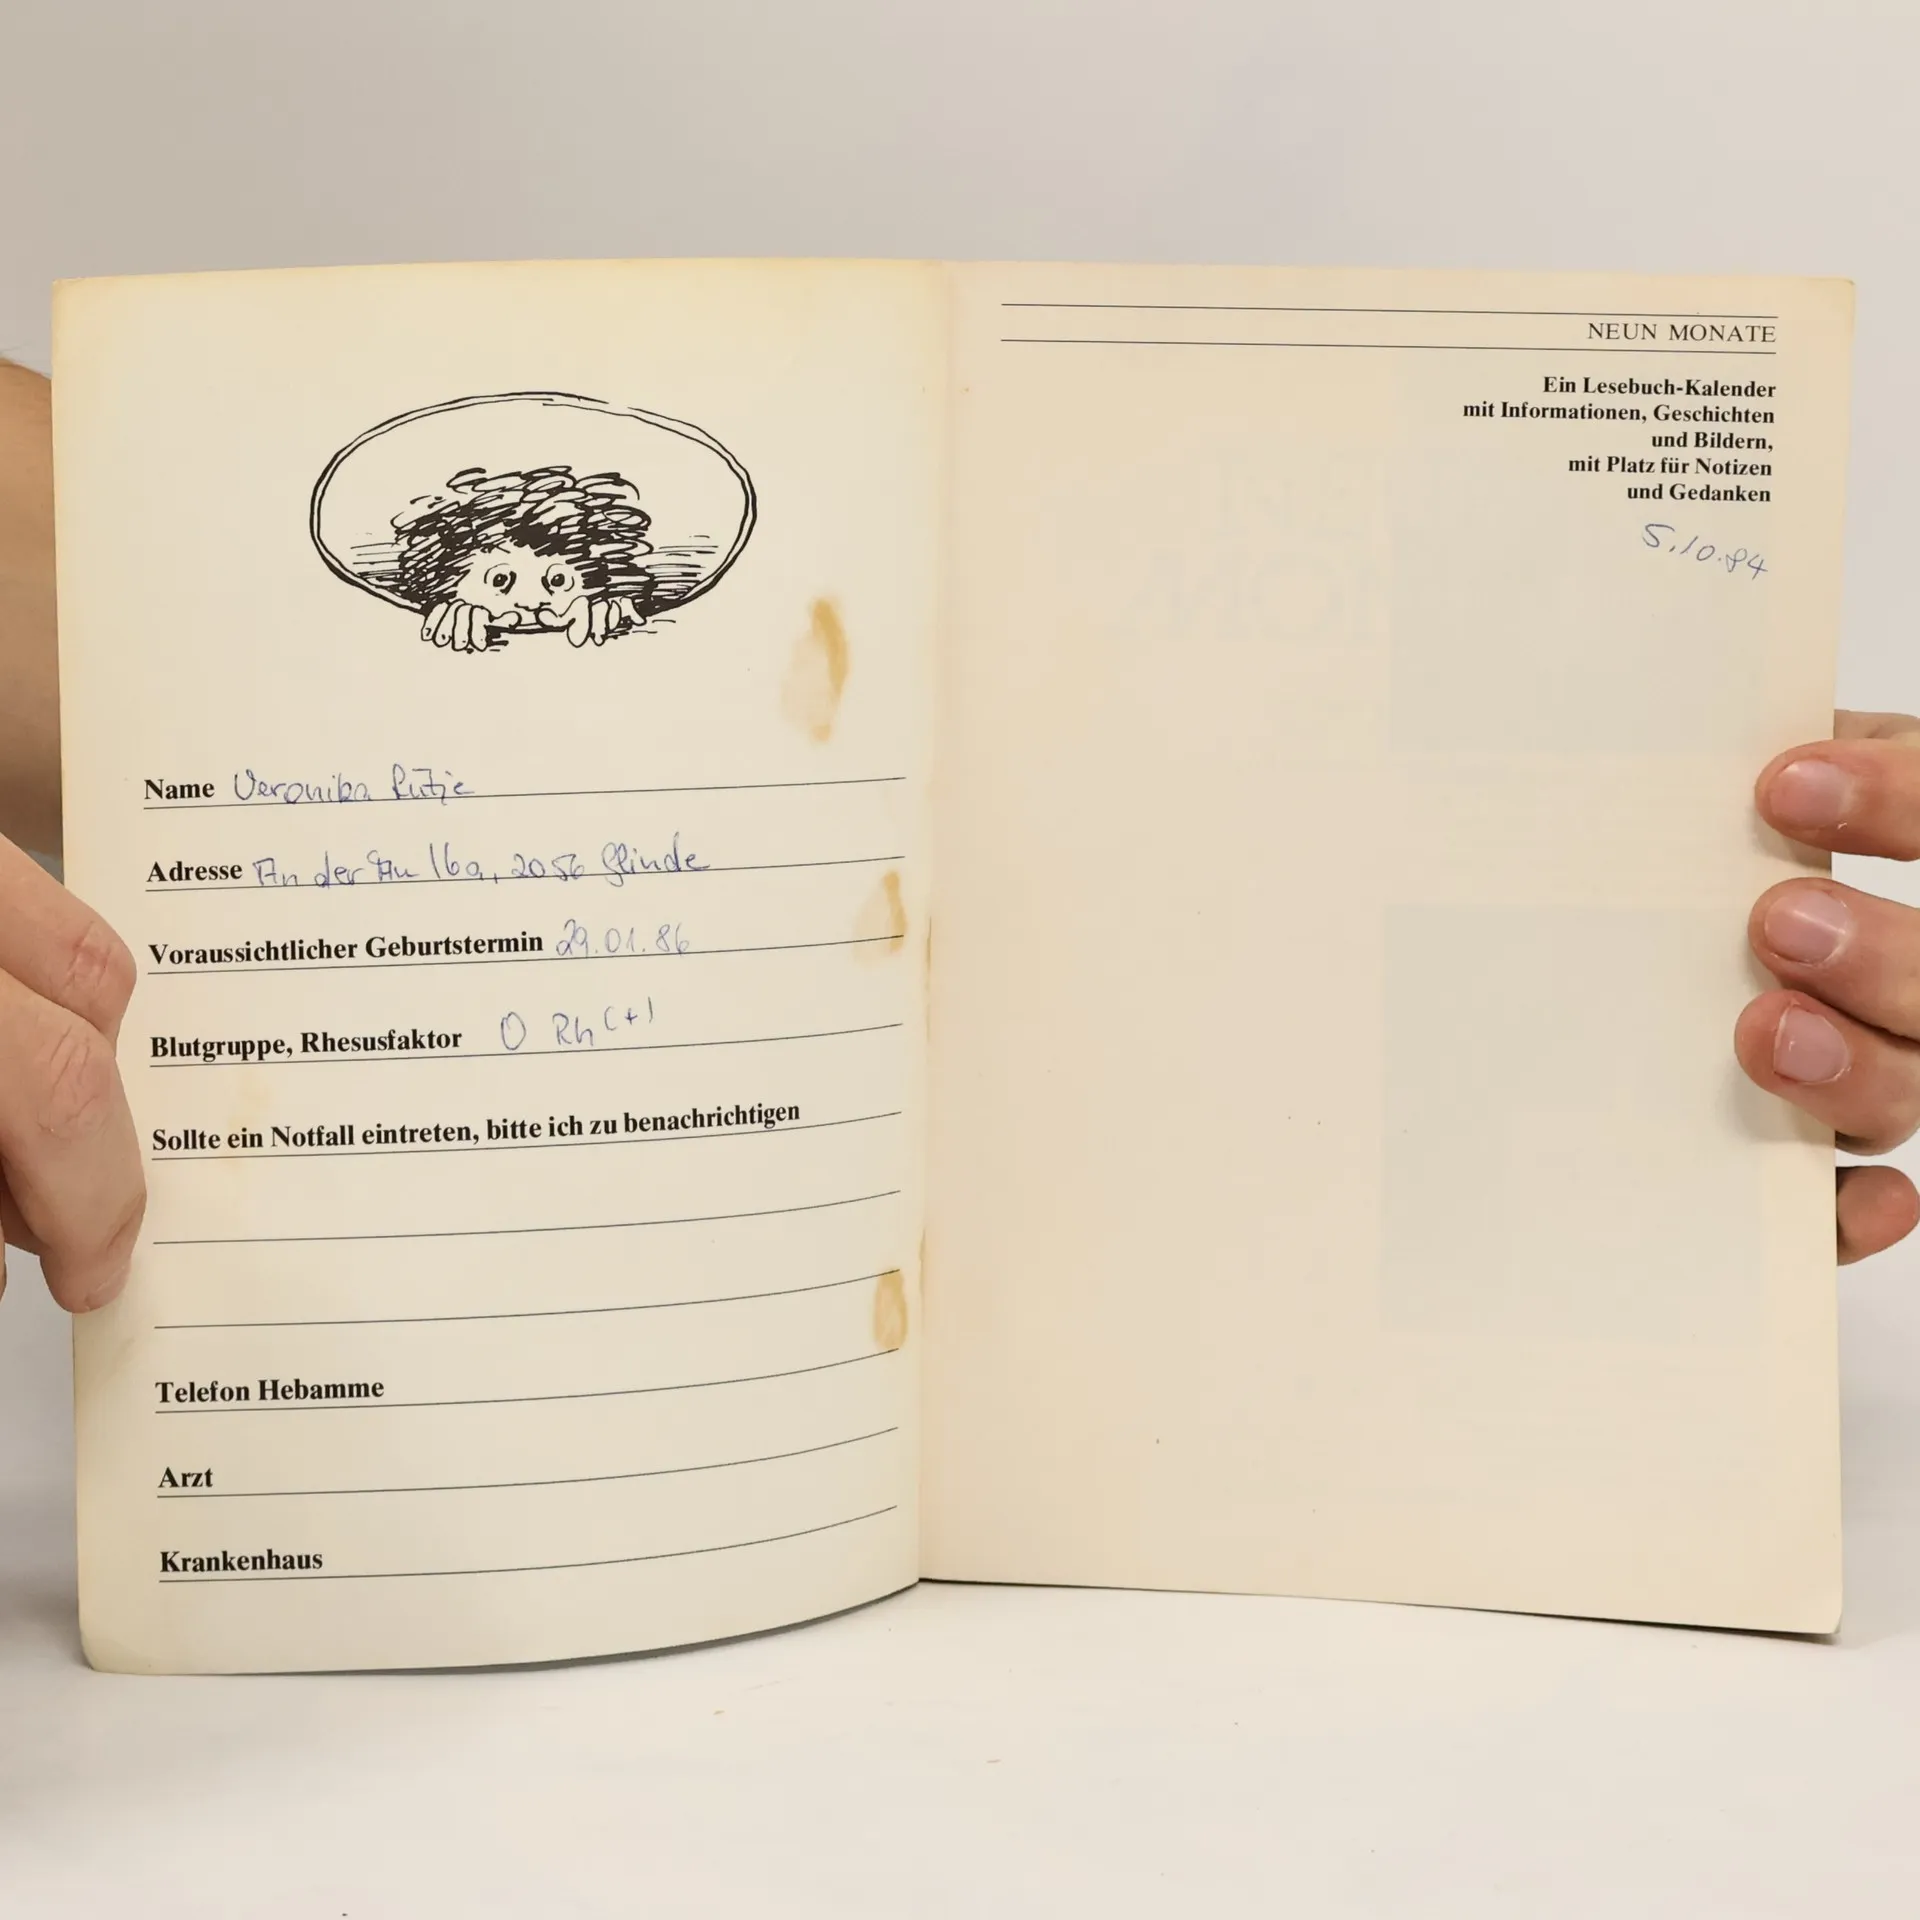 Name Veronika
Adresse An der Au 16a, 2056 Glinde
Voraussichtlicher Geburtstermin 29.01.86
Blutgruppe, Rhesusfaktor O Rh (+)
Sollte ein Notfall eintreten, bitte ich zu benachrichtigen
Telefon Hebamme
Arzt
Krankenhaus
NEUN MONATE
Ein Lesebuch-Kalender
mit Informationen, Geschichten
und Bildern,
mit Platz für Notizen
und Gedanken
5.10.84